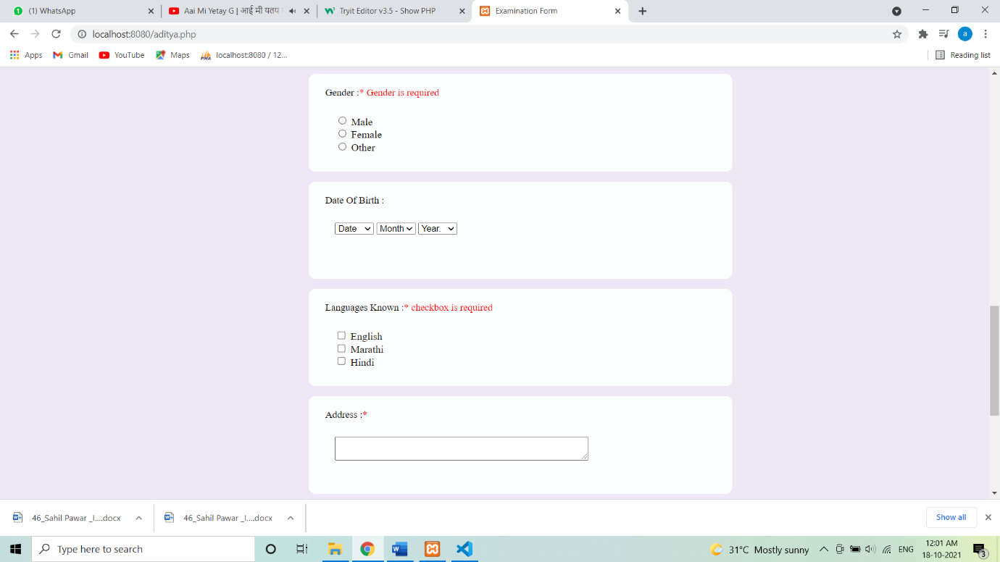 (1) WhatsApp
Aai Mi Yetay G | आई मी यतय
Tryit Editor v3.5 - Show PHP
Examination Form
localhost:8080/aditya.php
a
Apps
Gmail
YouTube
Maps
localhost:8080 / 12...
Reading list
Gender :* Gender is required
Male
Female
Other
Date Of Birth :
Date Month Year.
Languages Known :* checkbox is required
English
Marathi
Hindi
Address :*
46_Sahil Pawar _I....docx
46_Sahil Pawar _I....docx
Show all
Type here to search
31°C Mostly sunny
ENG
12:01 AM
18-10-2021
3